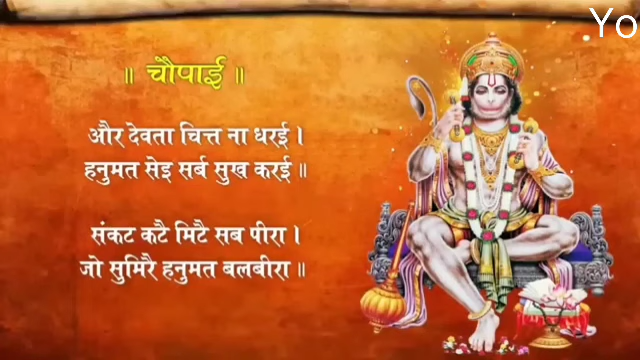 Yo
॥ चौपाई ॥
और देवता चित्त ना धरई ।
हनुमत सेइ सर्ब सुख करई ॥
संकट कटै मिटै सब पीरा ।
जो सुमिरै हनुमत बलबीरा ॥